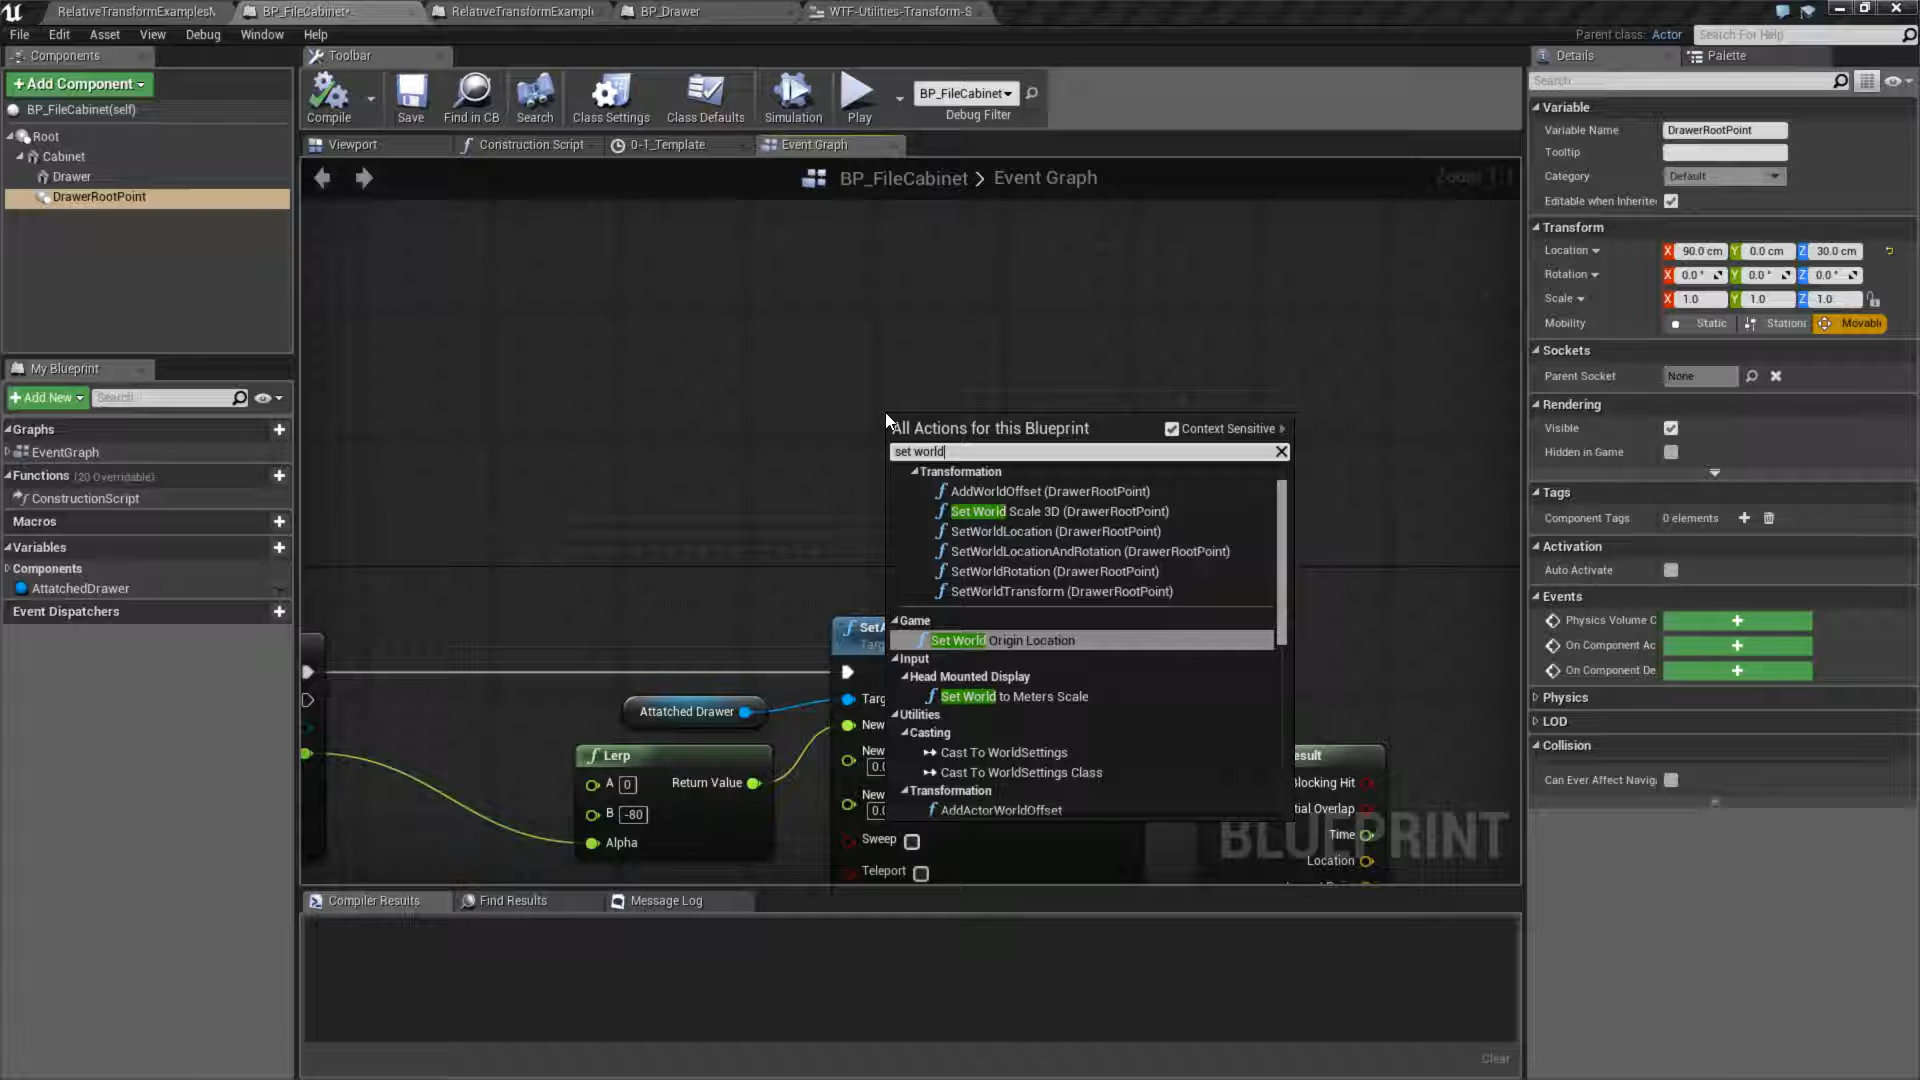 RelativeTransformExamplesM
BP_FileCabinet*
RelativeTransformExampl
BP_Drawer
WTF-Utilities-Transform-S
File Edit Asset View Debug Window Help
Parent class: Actor
Search For Help
Components
+Add Component
BP_FileCabinet(self)
Root
Cabinet
Drawer
DrawerRootPoint
Toolbar
Compile
Save
Find in CB
Search
Class Settings
Class Defaults
Simulation
Play
BP_FileCabinet
Debug Filter
Viewport
Construction Script
0-1_Template
Event Graph
BP_FileCabinet > Event Graph
Zoom 1:1
My Blueprint
+Add New
Search
Graphs
EventGraph
Functions (20 Overridable)
ConstructionScript
Macros
Variables
Components
AttatchedDrawer
Event Dispatchers
All Actions for this Blueprint
Context Sensitive
set world
Transformation
AddWorldOffset (DrawerRootPoint)
Set World Scale 3D (DrawerRootPoint)
SetWorldLocation (DrawerRootPoint)
SetWorldLocationAndRotation (DrawerRootPoint)
SetWorldRotation (DrawerRootPoint)
SetWorldTransform (DrawerRootPoint)
Game
Set World Origin Location
Input
Head Mounted Display
Set World to Meters Scale
Utilities
Casting
Cast To WorldSettings
Cast To WorldSettings Class
Transformation
AddActorWorldOffset
SetA
Targ
Targ
New
New
0.
New
0.
Sweep
Teleport
Attatched Drawer
Lerp
A 0
Return Value
B -80
Alpha
esult
Blocking Hit
tial Overlap
Time
Location
BLUEPRINT
Compiler Results
Find Results
Message Log
Clear
Details
Palette
Search
Variable
Variable Name DrawerRootPoint
Tooltip
Category Default
Editable when Inherite
Transform
Location X 90.0 cm Y 0.0 cm Z 30.0 cm
Rotation X 0.0 ° Y 0.0 ° Z 0.0 °
Scale X 1.0 Y 1.0 Z 1.0
Mobility Static Stationa Movabl
Sockets
Parent Socket None
Rendering
Visible
Hidden in Game
Tags
Component Tags 0 elements
Activation
Auto Activate
Events
Physics Volume C
On Component Ac
On Component De
Physics
LOD
Collision
Can Ever Affect Navig